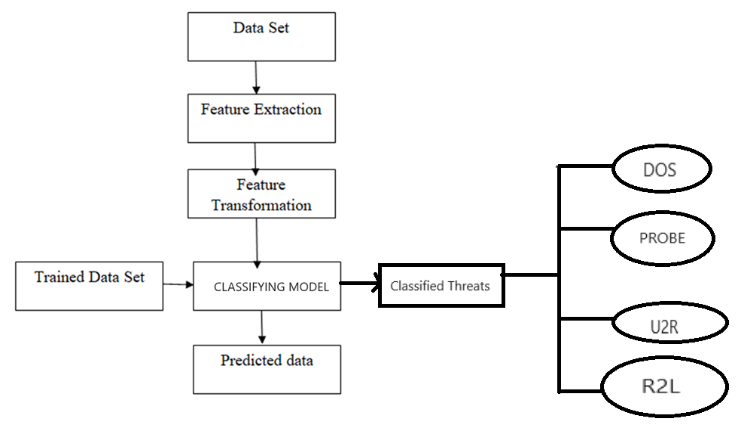 Data Set
Feature Extraction
Feature
Transformation
Trained Data Set
CLASSIFYING MODEL
Classified Threats
Predicted data
DOS
PROBE
U2R
R2L